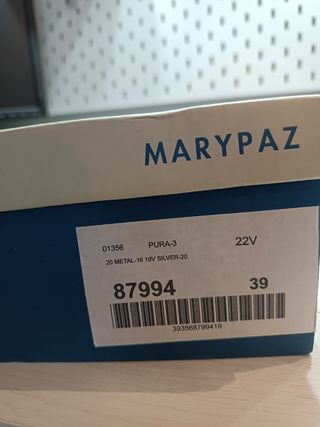 MARYPAZ
01356 PURA-3 22V
20 METAL-16 19V SILVER-20
87994 39
393568799419